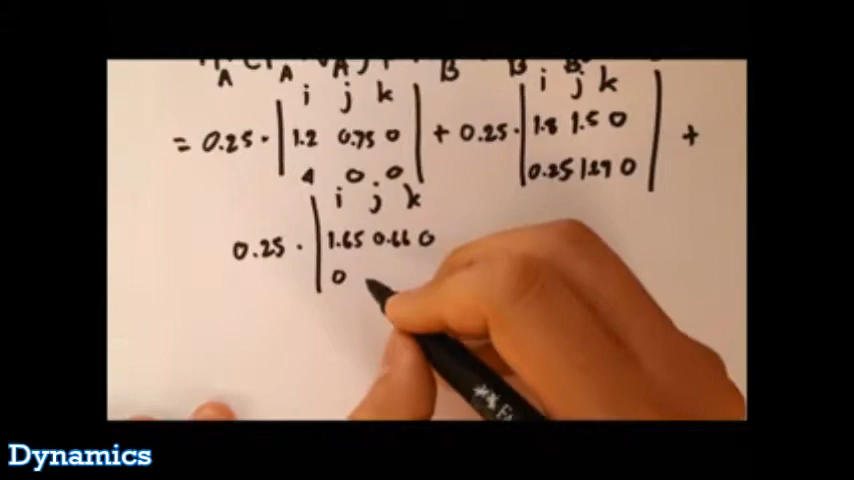 i j k i j k
= 0.25 · | 1.2 0.75 0 | + 0.25 · | 1.8 1.5 0 | +
4 0 0 0.25 1.29 0
i j k
0.25 · | 1.65 0.66 0
0
Dynamics